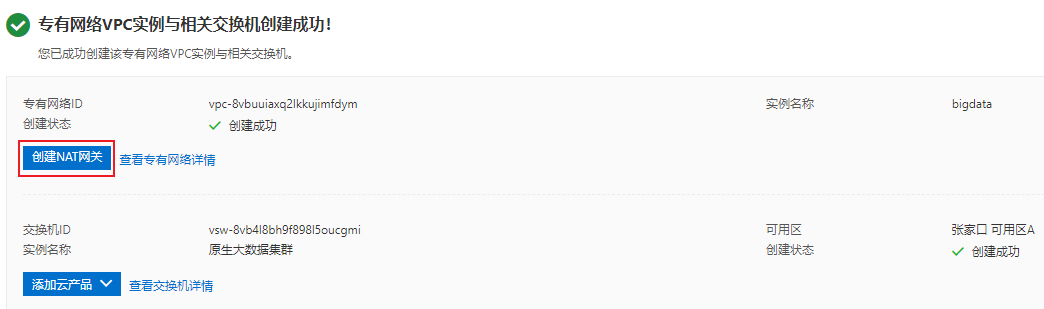 专有网络VPC实例与相关交换机创建成功！
您已成功创建该专有网络VPC实例与相关交换机。
专有网络ID vpc-8vbuuiaxq2lkkujimfdym 实例名称 bigdata
创建状态 创建成功
创建NAT网关 查看专有网络详情
交换机ID vsw-8vb4l8bh9f898l5oucgmi 可用区 张家口 可用区A
实例名称 原生大数据集群 创建状态 创建成功
添加云产品 查看交换机详情